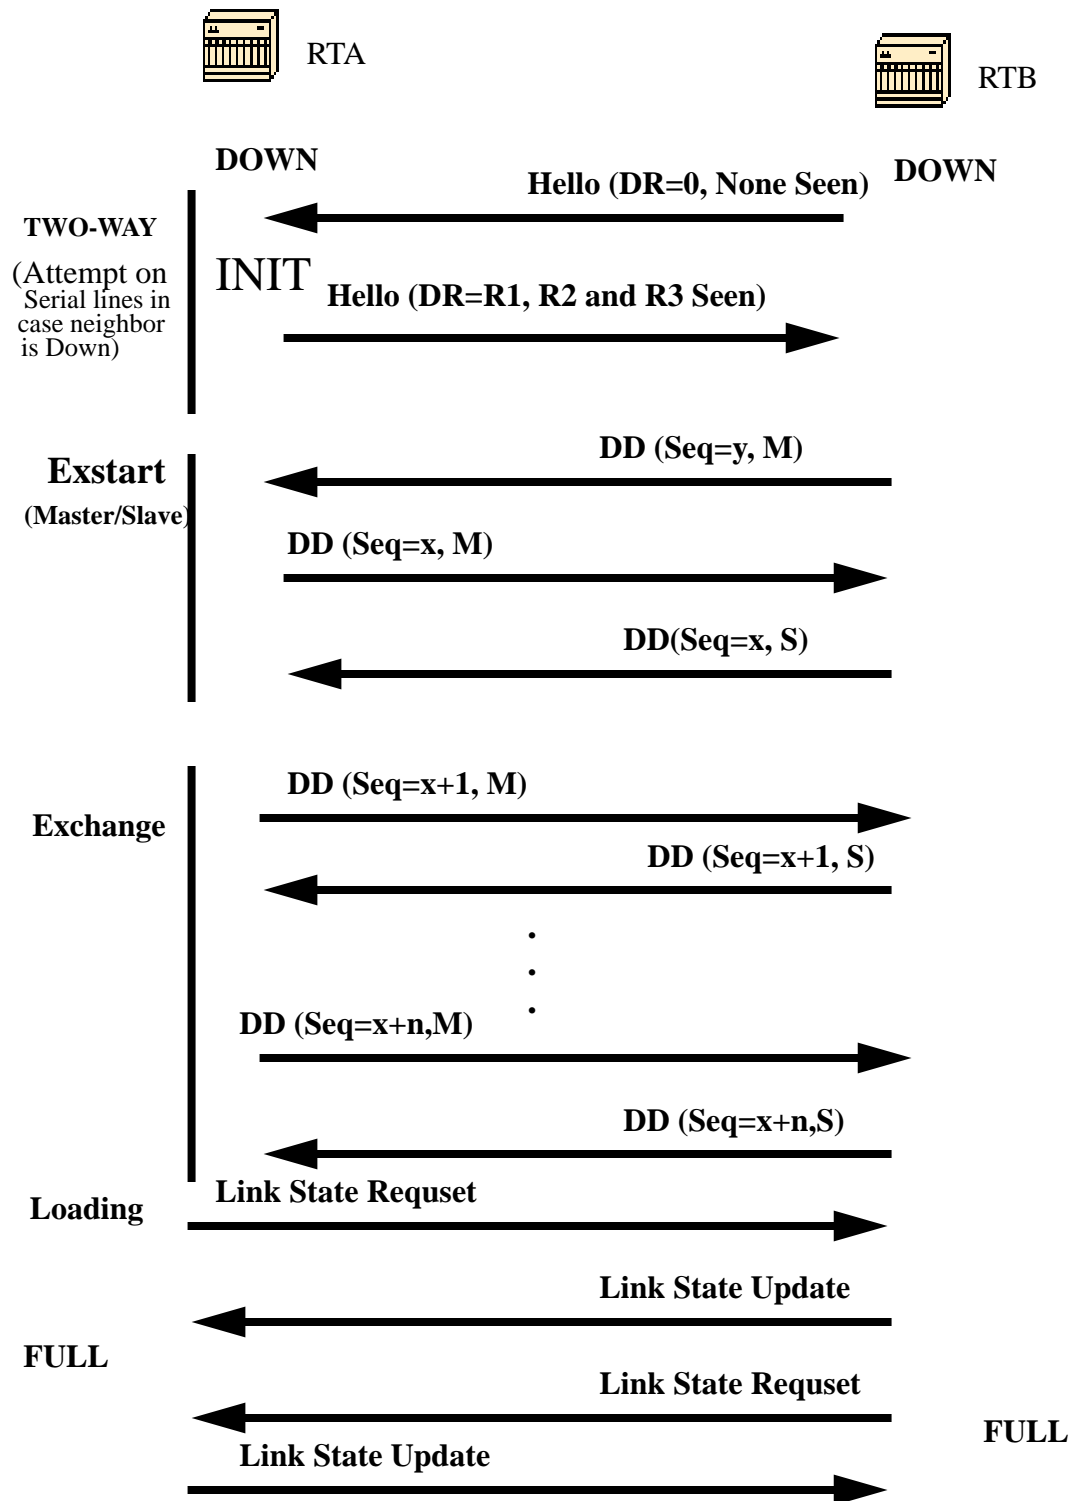 RTA
RTB
DOWN
DOWN
Hello (DR=0, None Seen)
TWO-WAY
(Attempt on
Serial lines in
case neighbor
is Down)
INIT
Hello (DR=R1, R2 and R3 Seen)
DD (Seq=y, M)
Exstart
(Master/Slave)
DD (Seq=x, M)
DD(Seq=x, S)
DD (Seq=x+1, M)
Exchange
DD (Seq=x+1, S)
.
.
.
DD (Seq=x+n,M)
DD (Seq=x+n,S)
Link State Requset
Loading
Link State Update
FULL
Link State Requset
FULL
Link State Update